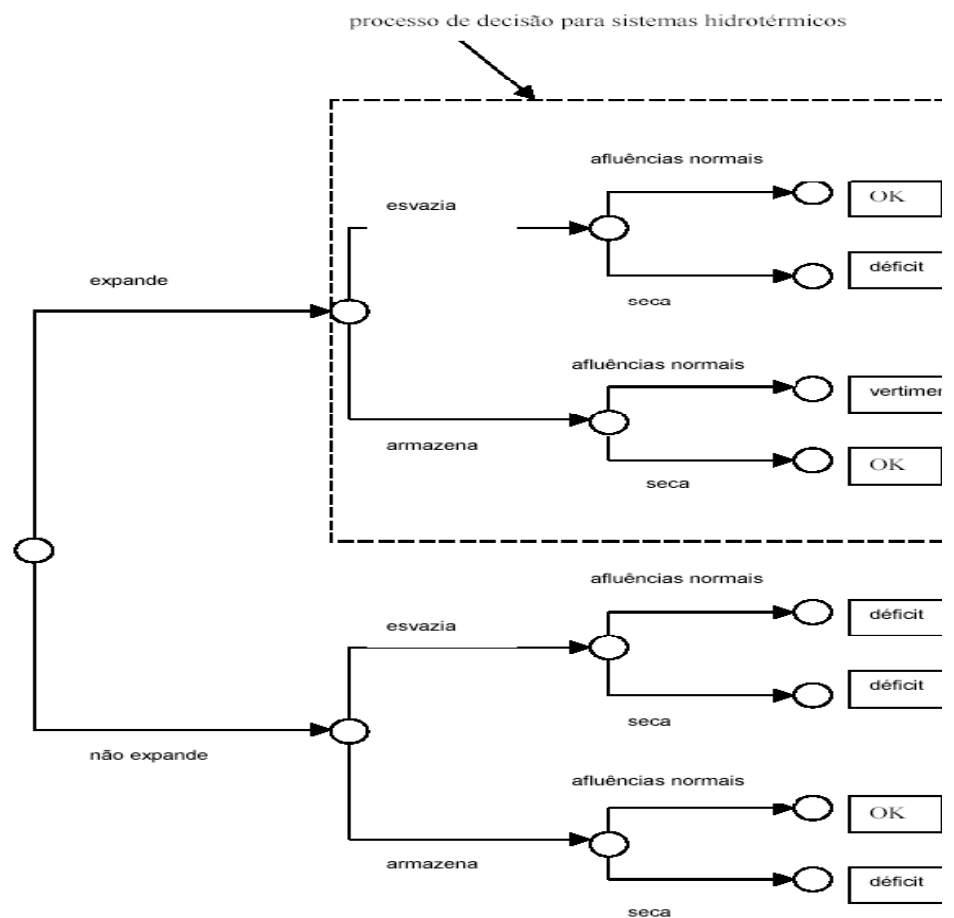 processo de decisão para sistemas hidrotérmicos
afluências normais
OK
esvazia
déficit
expande
seca
afluências normais
vertimen
armazena
OK
seca
afluências normais
déficit
esvazia
déficit
seca
não expande
afluências normais
OK
armazena
déficit
seca